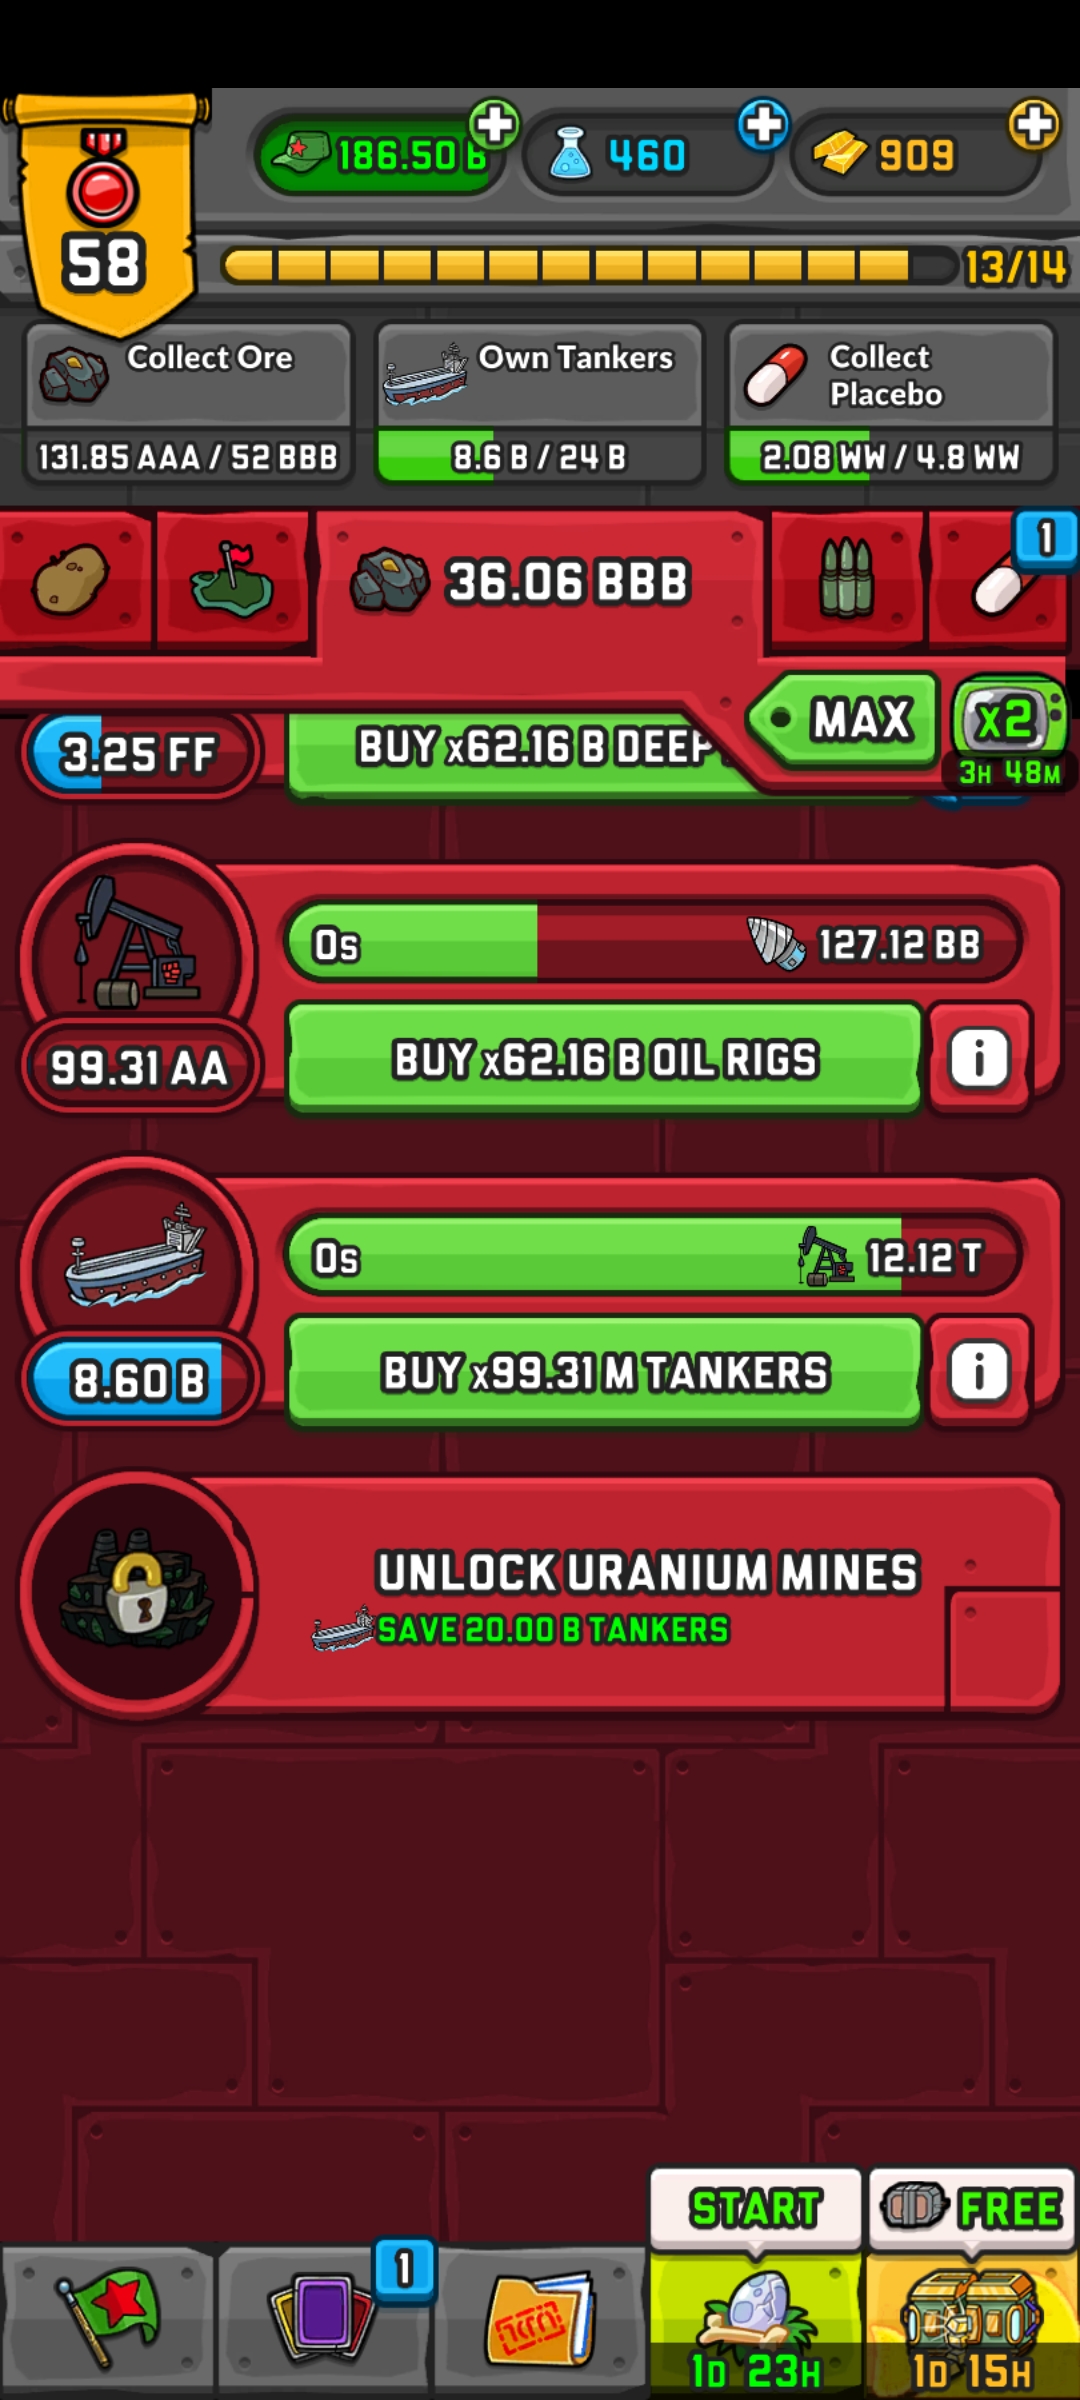 58
186.50 B
460
909
13/14
Collect Ore
131.85 AAA / 52 BBB
Own Tankers
8.6 B / 24 B
Collect
Placebo
2.08 WW / 4.8 WW
36.06 BBB
1
MAX
x2
3H 48M
3.25 FF
BUY x62.16 B DEEP
0s
127.12 BB
99.31 AA
BUY x62.16 B OIL RIGS
i
0s
12.12 T
8.60 B
BUY x99.31 M TANKERS
i
UNLOCK URANIUM MINES
SAVE 20.00 B TANKERS
START
FREE
1
1D 23H
1D 15H